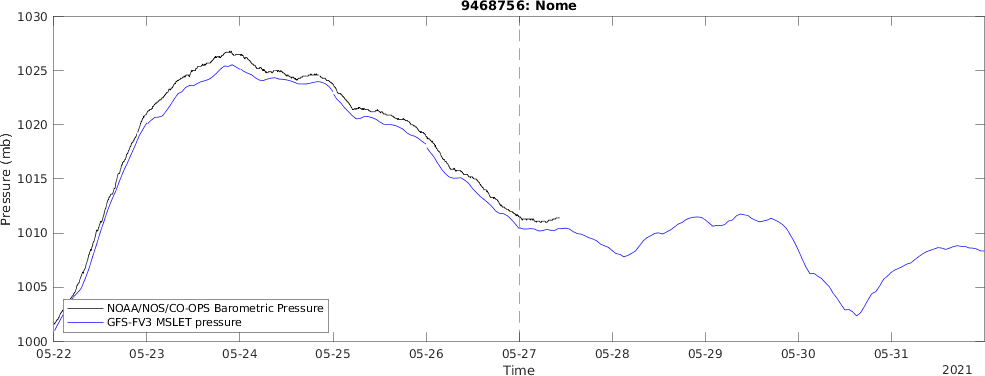 9468756: Nome
Pressure (mb)
1030
1025
1020
1015
1010
1005
1000
NOAA/NOS/CO-OPS Barometric Pressure
GFS-FV3 MSLET pressure
05-22 05-23 05-24 05-25 05-26 05-27 05-28 05-29 05-30 05-31
Time
2021